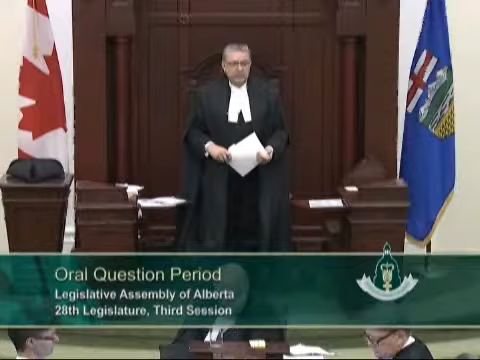 Oral Question Period
Legislative Assembly of Alberta
28th Legislature, Third Session